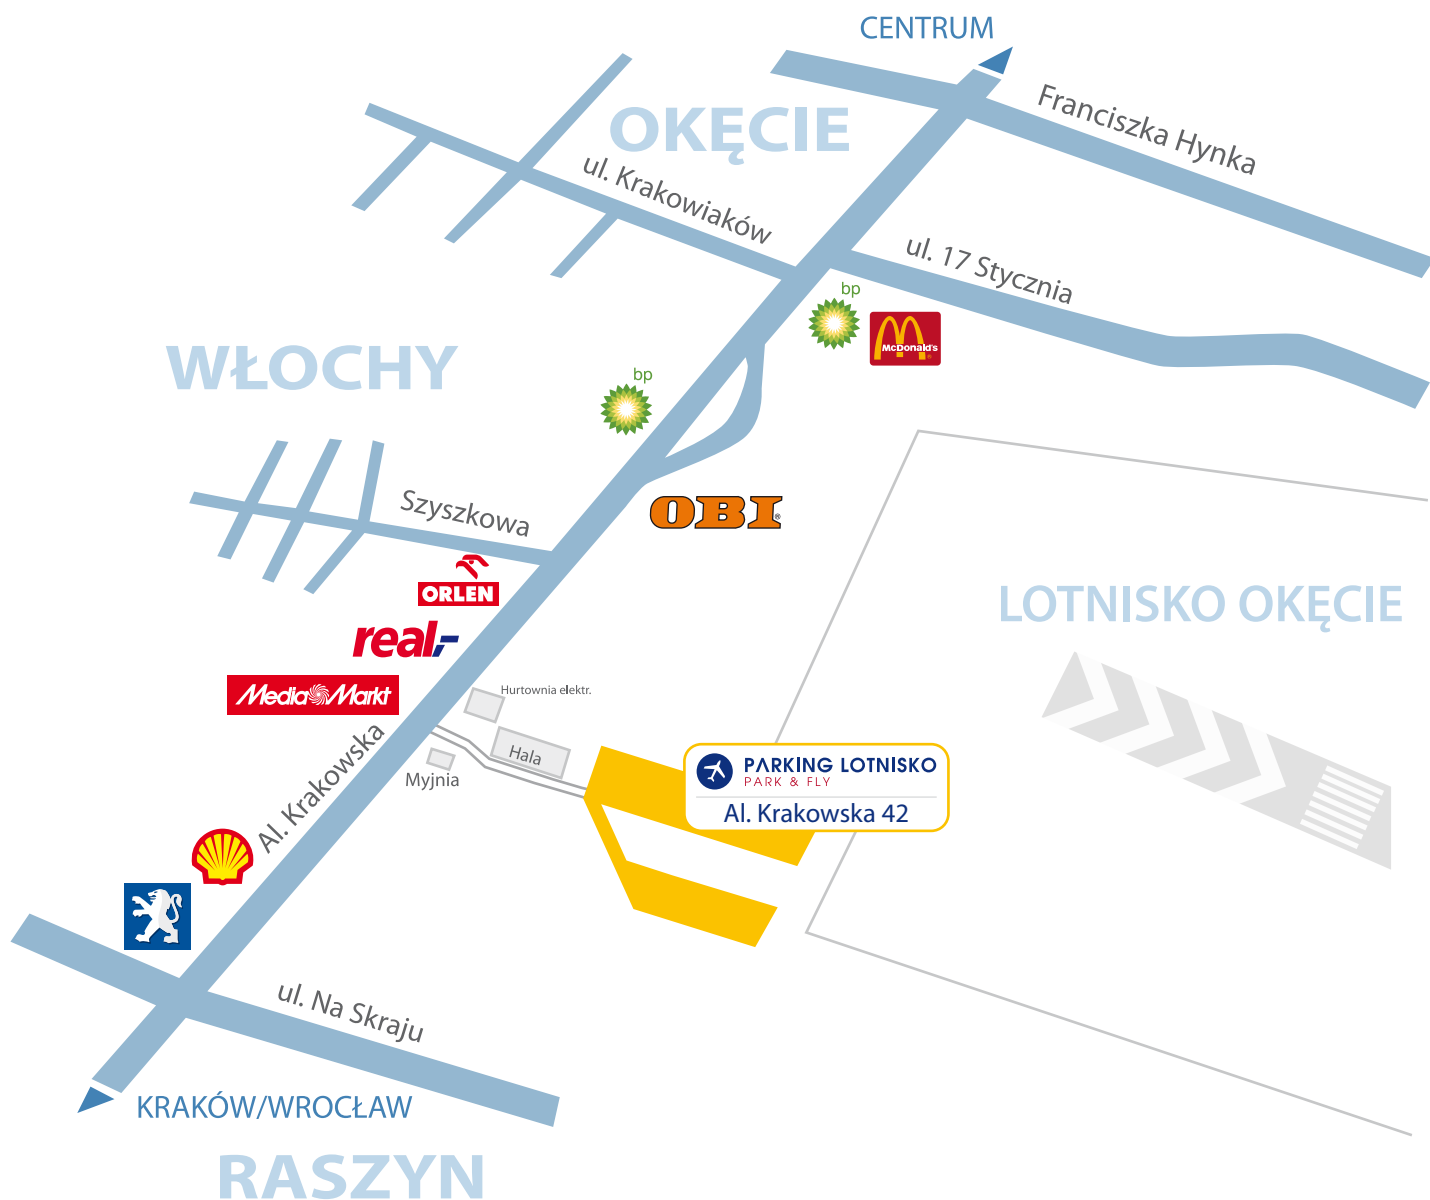 CENTRUM
Franciszka Hynka
OKĘCIE
ul. Krakowiaków
ul. 17 Stycznia
bp
McDonald's
WŁOCHY
bp
Szyszkowa
OBI
ORLEN
LOTNISKO OKĘCIE
real,-
Media Markt
Hurtownia elektr.
Hala
Myjnia
Al. Krakowska
PARKING LOTNISKO
PARK & FLY
Al. Krakowska 42
ul. Na Skraju
KRAKÓW/WROCŁAW
RASZYN